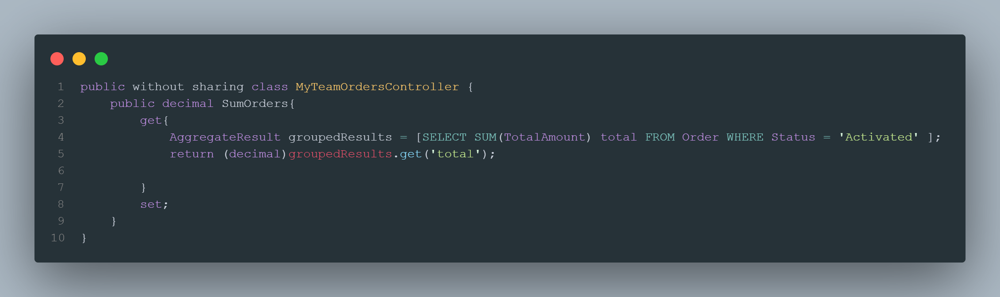 1 public without sharing class MyTeamOrdersController {
2     public decimal SumOrders{
3         get{
4             AggregateResult groupedResults = [SELECT SUM(TotalAmount) total FROM Order WHERE Status = 'Activated' ];
5             return (decimal)groupedResults.get('total');
6
7         }
8         set;
9     }
10 }